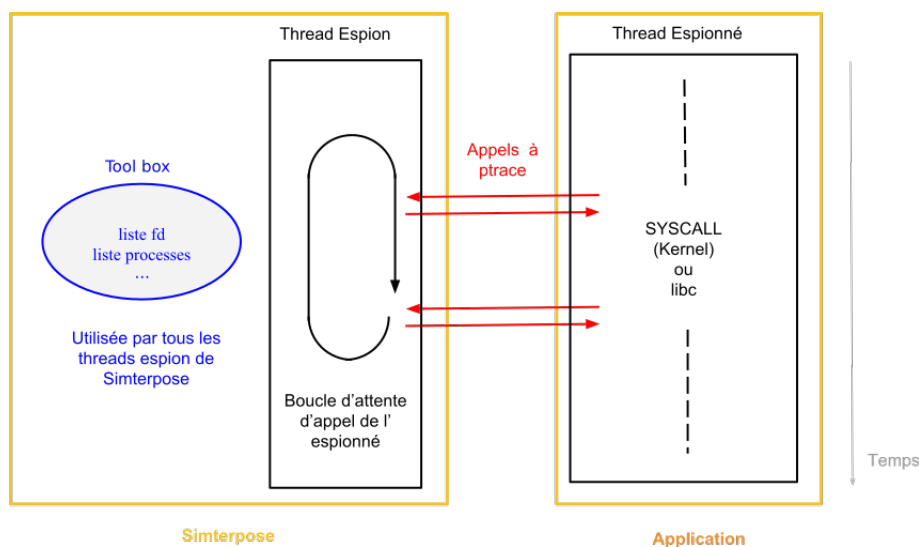 Thread Espion
Thread Espionné
Appels à
ptrace
Tool box
liste fd
liste processes
…
SYSCALL
(Kernel)
ou
libc
Utilisée par tous les
threads espion de
Simterpose
Boucle d'attente
d'appel de l'
espionné
Temps
Simterpose
Application